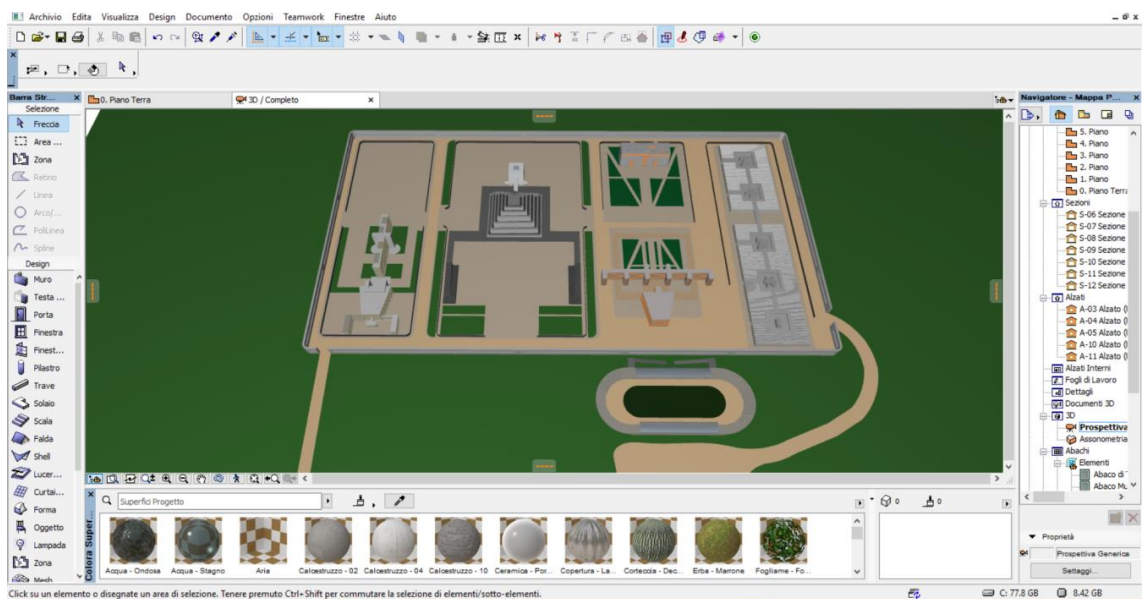 Archivio Edita Visualizza Design Documento Opzioni Teamwork Finestre Aiuto
Barra Str...
0. Piano Terra
3D / Completo
Navigatore - Mappa P...
Selezione
Freccia
Area ...
Zona
Retino
Linea
Arco/...
PoliLinea
Spline
Design
Muro
Testa ...
Porta
Finestra
Finest...
Pilastro
Trave
Solaio
Scala
Falda
Shell
Lucer...
Curtai...
Forma
Oggetto
Lampada
Zona
Mesh
5. Piano
4. Piano
3. Piano
2. Piano
1. Piano
0. Piano Terra
Sezioni
S-06 Sezione
S-07 Sezione
S-08 Sezione
S-09 Sezione
S-10 Sezione
S-11 Sezione
S-12 Sezione
Alzati
A-03 Alzato (I
A-04 Alzato (I
A-05 Alzato (I
A-10 Alzato (I
A-11 Alzato (I
Alzati Interni
Fogli di Lavoro
Dettagli
Documenti 3D
3D
Prospettiva
Assonometria
Abachi
Elementi
Abaco di
Abaco Mu
Proprietà
Prospettiva Generica
Settaggi...
Colora Super...
Superfici Progetto
0
0
Acqua - Ondosa
Acqua - Stagno
Aria
Calcestruzzo - 02
Calcestruzzo - 04
Calcestruzzo - 10
Ceramica - Por...
Copertura - La...
Corteccia - Dec...
Erba - Marrone
Fogliame - Fo...
Click su un elemento o disegnate un area di selezione. Tenere premuto Ctrl+Shift per commutare la selezione di elementi/sotto-elementi.
C: 77.8 GB
8.42 GB